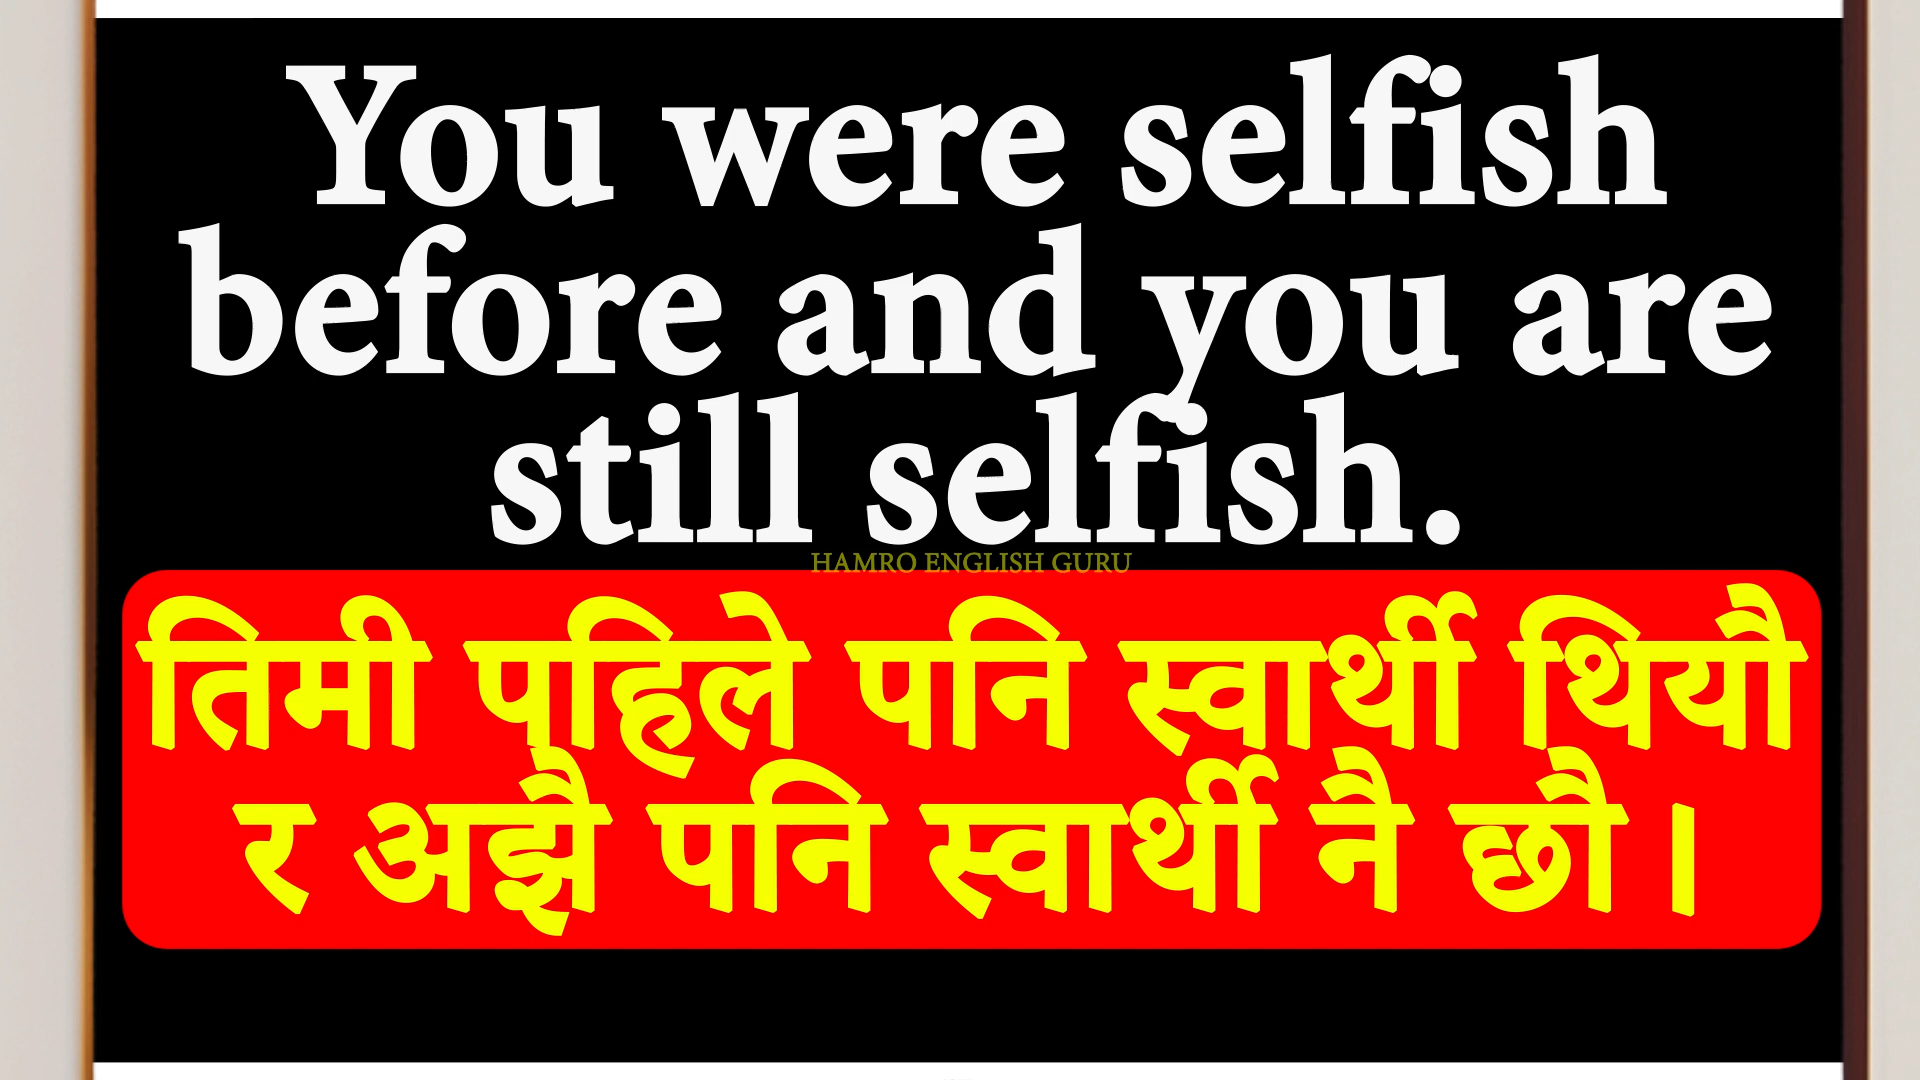 You were selfish
before and you are
still selfish.
HAMRO ENGLISH GURU
तिमी पहिले पनि स्वार्थी थियौ
र अझै पनि स्वार्थी नै छौ ।